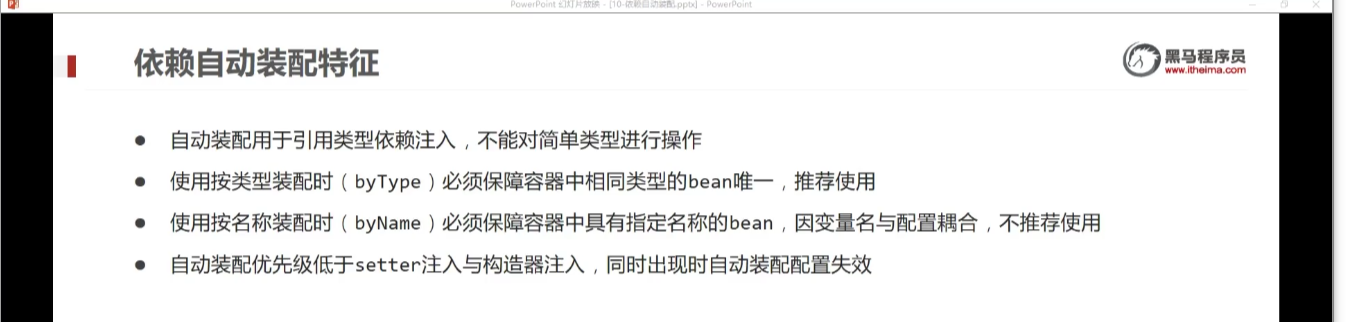 PowerPoint 幻灯片放映 - [10-依赖自动装配.pptx] - PowerPoint
依赖自动装配特征
黑马程序员
www.itheima.com
● 自动装配用于引用类型依赖注入，不能对简单类型进行操作
● 使用按类型装配时（byType）必须保障容器中相同类型的bean唯一，推荐使用
● 使用按名称装配时（byName）必须保障容器中具有指定名称的bean，因变量名与配置耦合，不推荐使用
● 自动装配优先级低于setter注入与构造器注入，同时出现时自动装配配置失效